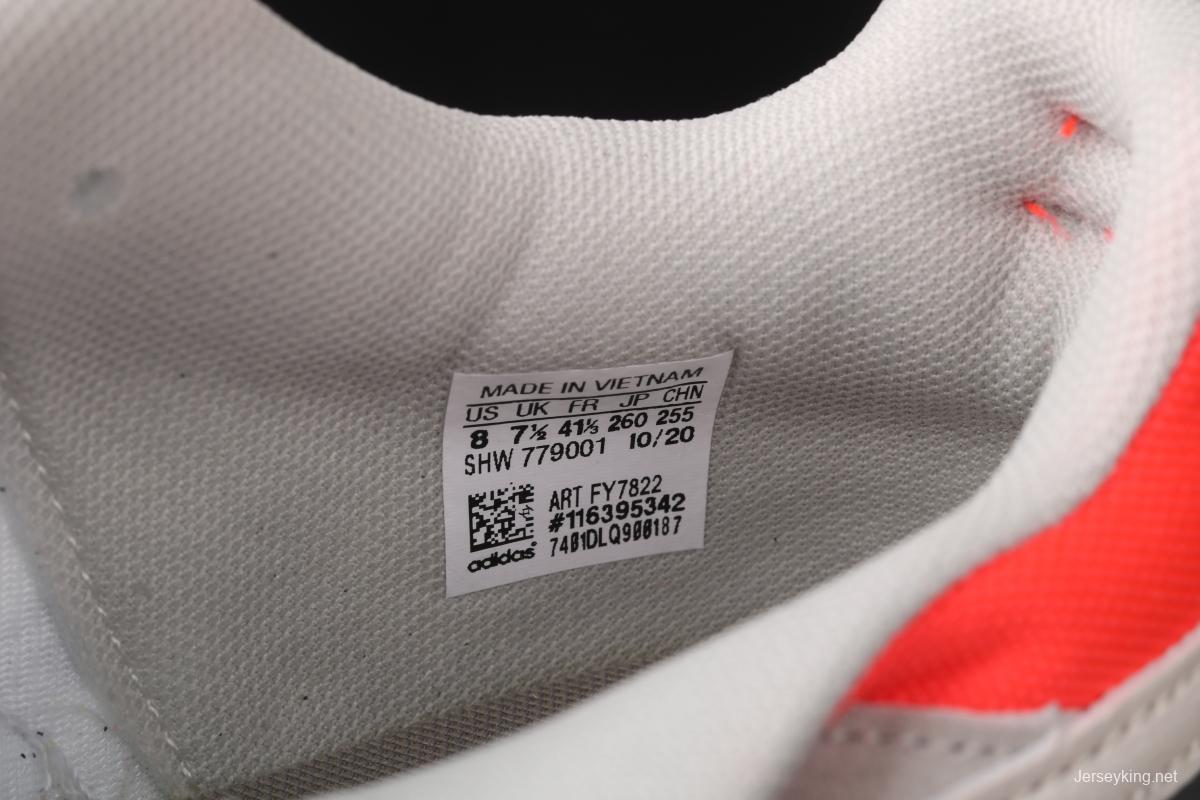 MADE IN VIETNAM
US UK FR JP CHN
8 7½ 41⅓ 260 255
SHW 779001 10/20
ART FY7822
#116395342
7401DLQ900187
adidas
Jerseyking.net